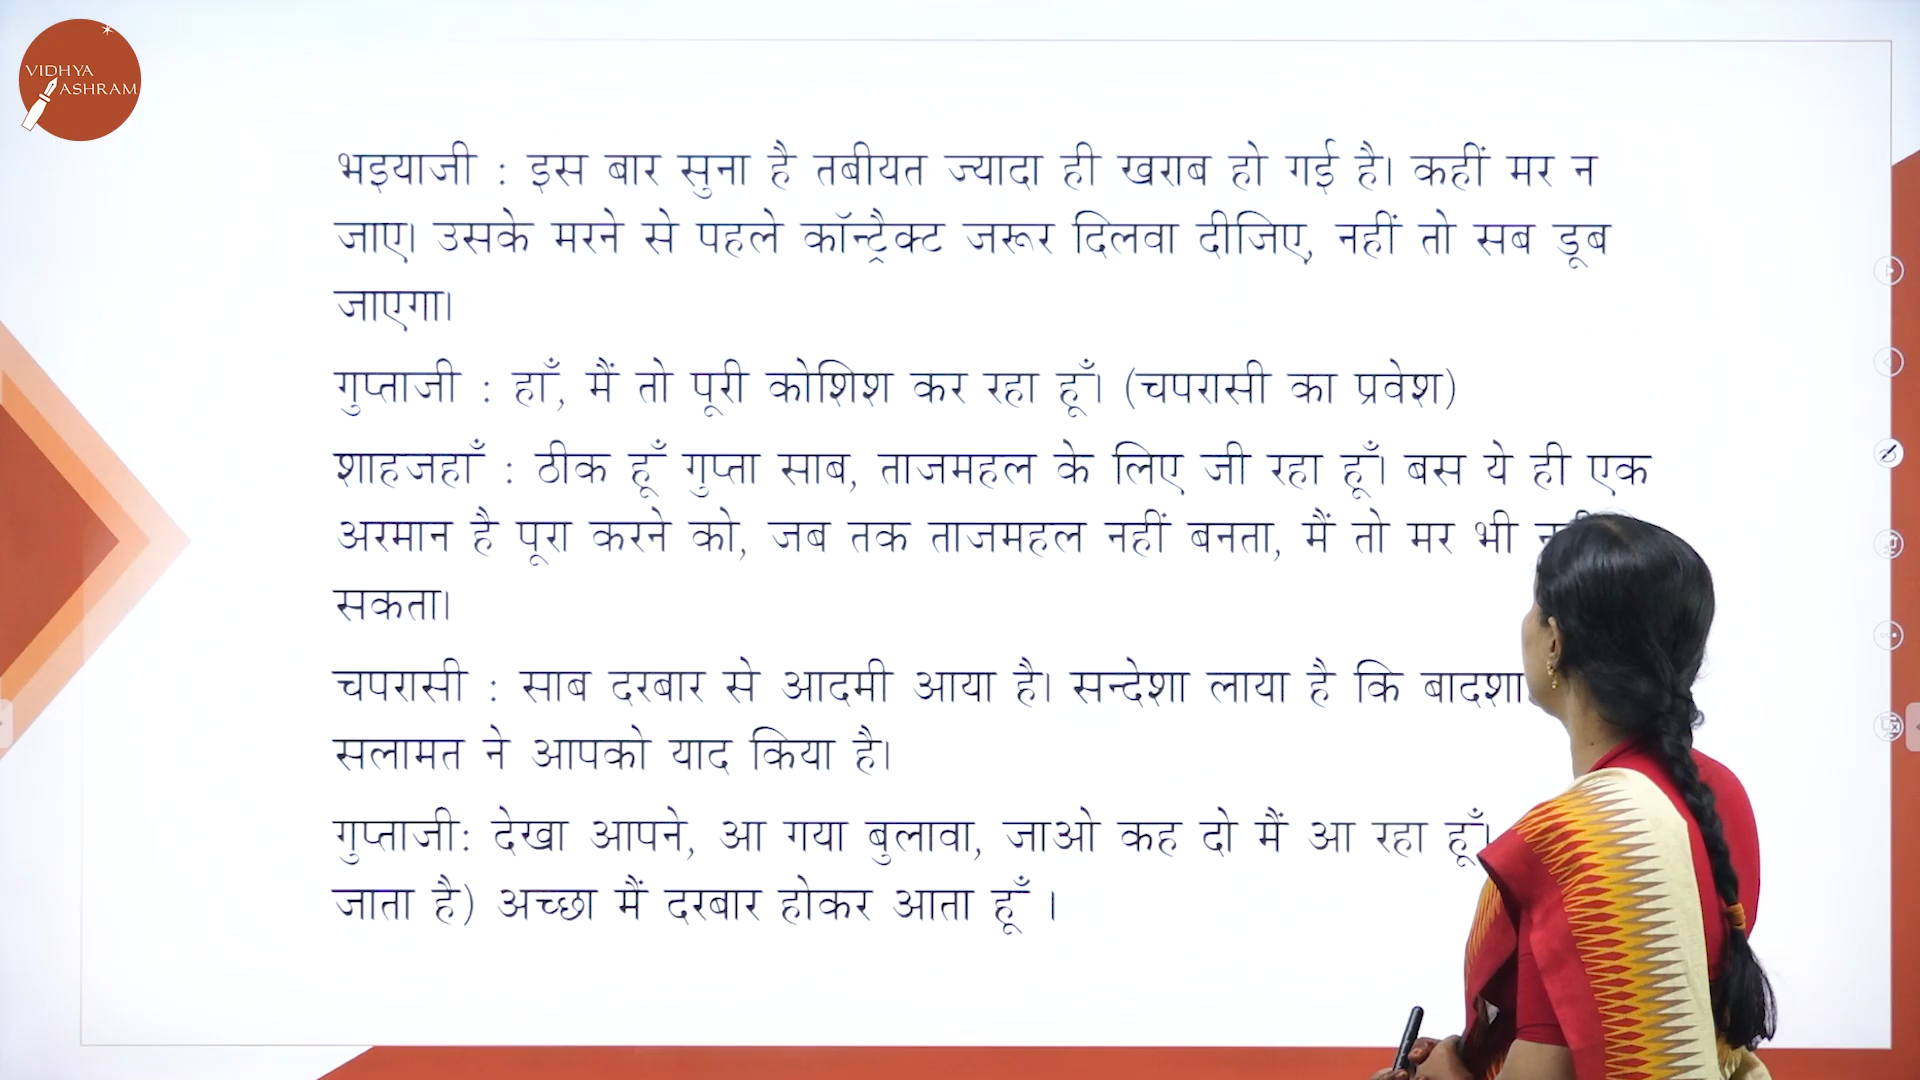 VIDHYA
ASHRAM
भइयाजी : इस बार सुना है तबीयत ज्यादा ही खराब हो गई है। कहीं मर न
जाए। उसके मरने से पहले कॉन्ट्रैक्ट जरूर दिलवा दीजिए, नहीं तो सब डूब
जाएगा।
गुप्ताजी : हाँ, मैं तो पूरी कोशिश कर रहा हूँ। (चपरासी का प्रवेश)
शाहजहाँ : ठीक हूँ गुप्ता साब, ताजमहल के लिए जी रहा हूँ। बस ये ही एक
अरमान है पूरा करने को, जब तक ताजमहल नहीं बनता, मैं तो मर भी
सकता।
चपरासी : साब दरबार से आदमी आया है। सन्देशा लाया है कि
सलामत ने आपको याद किया है।
गुप्ताजी: देखा आपने, आ गया बुलावा, जाओ कह दो मैं आ रहा हूँ।
जाता है) अच्छा मैं दरबार होकर आता हूँ ।